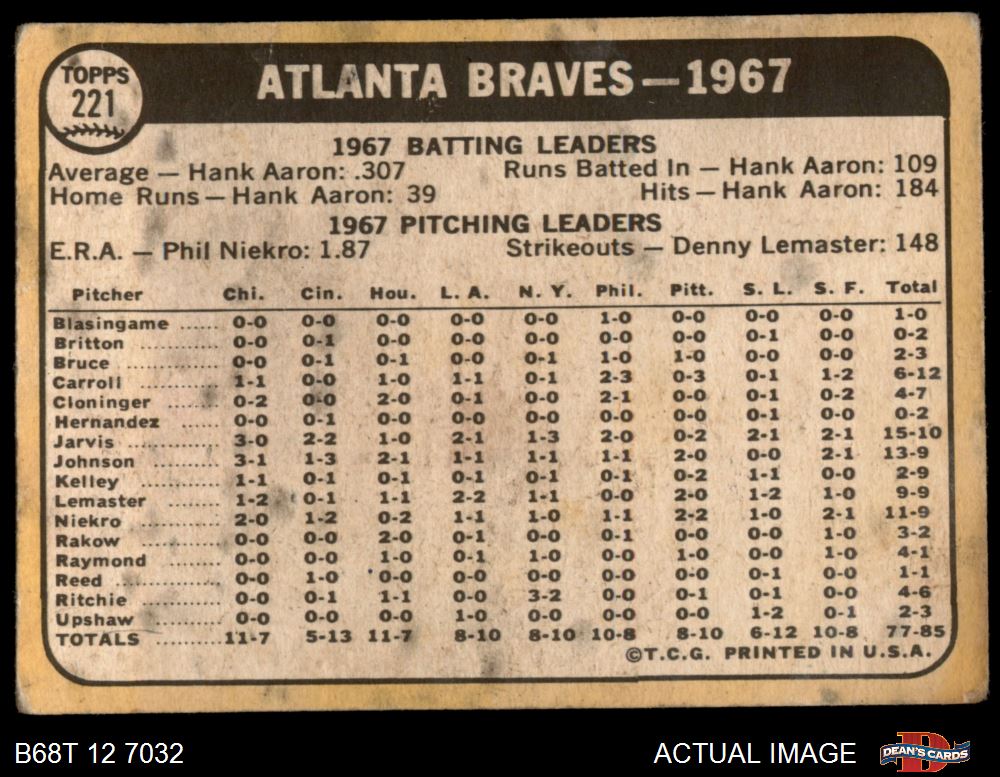 TOPPS
221
ATLANTA BRAVES—1967
1967 BATTING LEADERS
Average — Hank Aaron: .307 Runs Batted In — Hank Aaron: 109
Home Runs — Hank Aaron: 39 Hits — Hank Aaron: 184
1967 PITCHING LEADERS
E.R.A. — Phil Niekro: 1.87 Strikeouts — Denny Lemaster: 148
Pitcher Chi. Cin. Hou. L. A. N. Y. Phil. Pitt. S. L. S. F. Total
Blasingame ...... 0-0 0-0 0-0 0-0 0-0 1-0 0-0 0-0 0-0 1-0
Britton ............ 0-0 0-1 0-0 0-0 0-0 0-0 0-0 0-1 0-0 0-2
Bruce .............. 0-0 0-1 0-1 0-0 0-1 1-0 1-0 0-0 0-0 2-3
Carroll ............ 1-1 0-0 1-0 1-1 0-1 2-3 0-3 0-1 1-2 6-12
Cloninger ........ 0-2 0-0 2-0 0-1 0-0 2-1 0-0 0-1 0-2 4-7
Hernandez ...... 0-0 0-1 0-0 0-0 0-0 0-0 0-0 0-1 0-0 0-2
Jarvis .............. 3-0 2-2 1-0 2-1 1-3 2-0 0-2 2-1 2-1 15-10
Johnson .......... 3-1 1-3 2-1 1-1 1-1 1-1 2-0 0-0 2-1 13-9
Kelley ............. 1-1 0-1 0-1 0-1 0-1 0-1 0-2 1-1 0-0 2-9
Lemaster ........ 1-2 0-1 1-1 2-2 1-1 0-0 2-0 1-2 1-0 9-9
Niekro ............ 2-0 1-2 0-2 1-1 1-0 1-1 2-2 1-0 2-1 11-9
Rakow ............ 0-0 0-0 2-0 0-1 0-0 0-1 0-0 0-0 1-0 3-2
Raymond ........ 0-0 0-0 1-0 0-1 1-0 0-0 1-0 0-0 1-0 4-1
Reed ............... 0-0 1-0 0-0 0-0 0-0 0-0 0-0 0-1 0-0 1-1
Ritchie ............ 0-0 0-1 1-1 0-0 3-2 0-0 0-1 0-1 0-0 4-6
Upshaw ........... 0-0 0-0 0-0 1-0 0-0 0-0 0-0 1-2 0-1 2-3
TOTALS 11-7 5-13 11-7 8-10 8-10 10-8 8-10 6-12 10-8 77-85
©T.C.G. PRINTED IN U.S.A.
B68T 12 7032 ACTUAL IMAGE DEAN'S CARDS